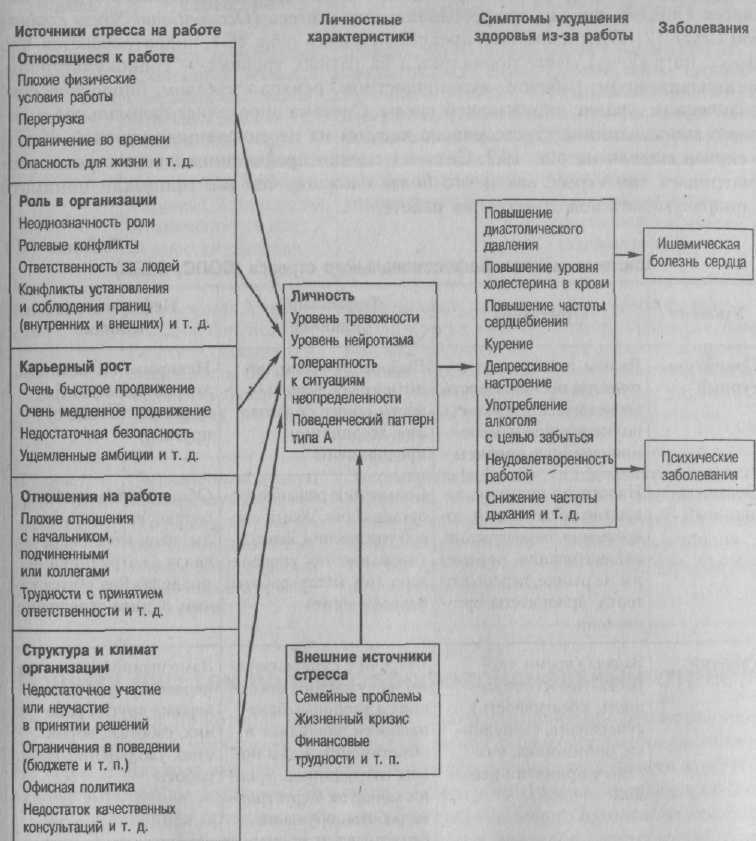 Источники стресса на работе
Относящиеся к работе
Плохие физические
условия работы
Перегрузка
Ограничение во времени
Опасность для жизни и т. д.
Роль в организации
Неоднозначность роли
Ролевые конфликты
Ответственность за людей
Конфликты установления
и соблюдения границ
(внутренних и внешних) и т. д.
Карьерный рост
Очень быстрое продвижение
Очень медленное продвижение
Недостаточная безопасность
Ущемленные амбиции и т. д.
Отношения на работе
Плохие отношения
с начальником,
подчиненными
или коллегами
Трудности с принятием
ответственности и т. д.
Структура и климат
организации
Недостаточное участие
или неучастие
в принятии решений
Ограничения в поведении
(бюджете и т. п.)
Офисная политика
Недостаток качественных
консультаций и т. д.
Личностные
характеристики
Личность
Уровень тревожности
Уровень нейротизма
Толерантность
к ситуациям
неопределенности
Поведенческий паттерн
типа А
Внешние источники
стресса
Семейные проблемы
Жизненный кризис
Финансовые
трудности и т. п.
Симптомы ухудшения
здоровья из-за работы
Повышение
диастолического
давления
Повышение уровня
холестерина в крови
Повышение частоты
сердцебиения
Курение
Депрессивное
настроение
Употребление
алкоголя
с целью забыться
Неудовлетворенность
работой
Снижение частоты
дыхания и т. д.
Заболевания
Ишемическая
болезнь сердца
Психические
заболевания